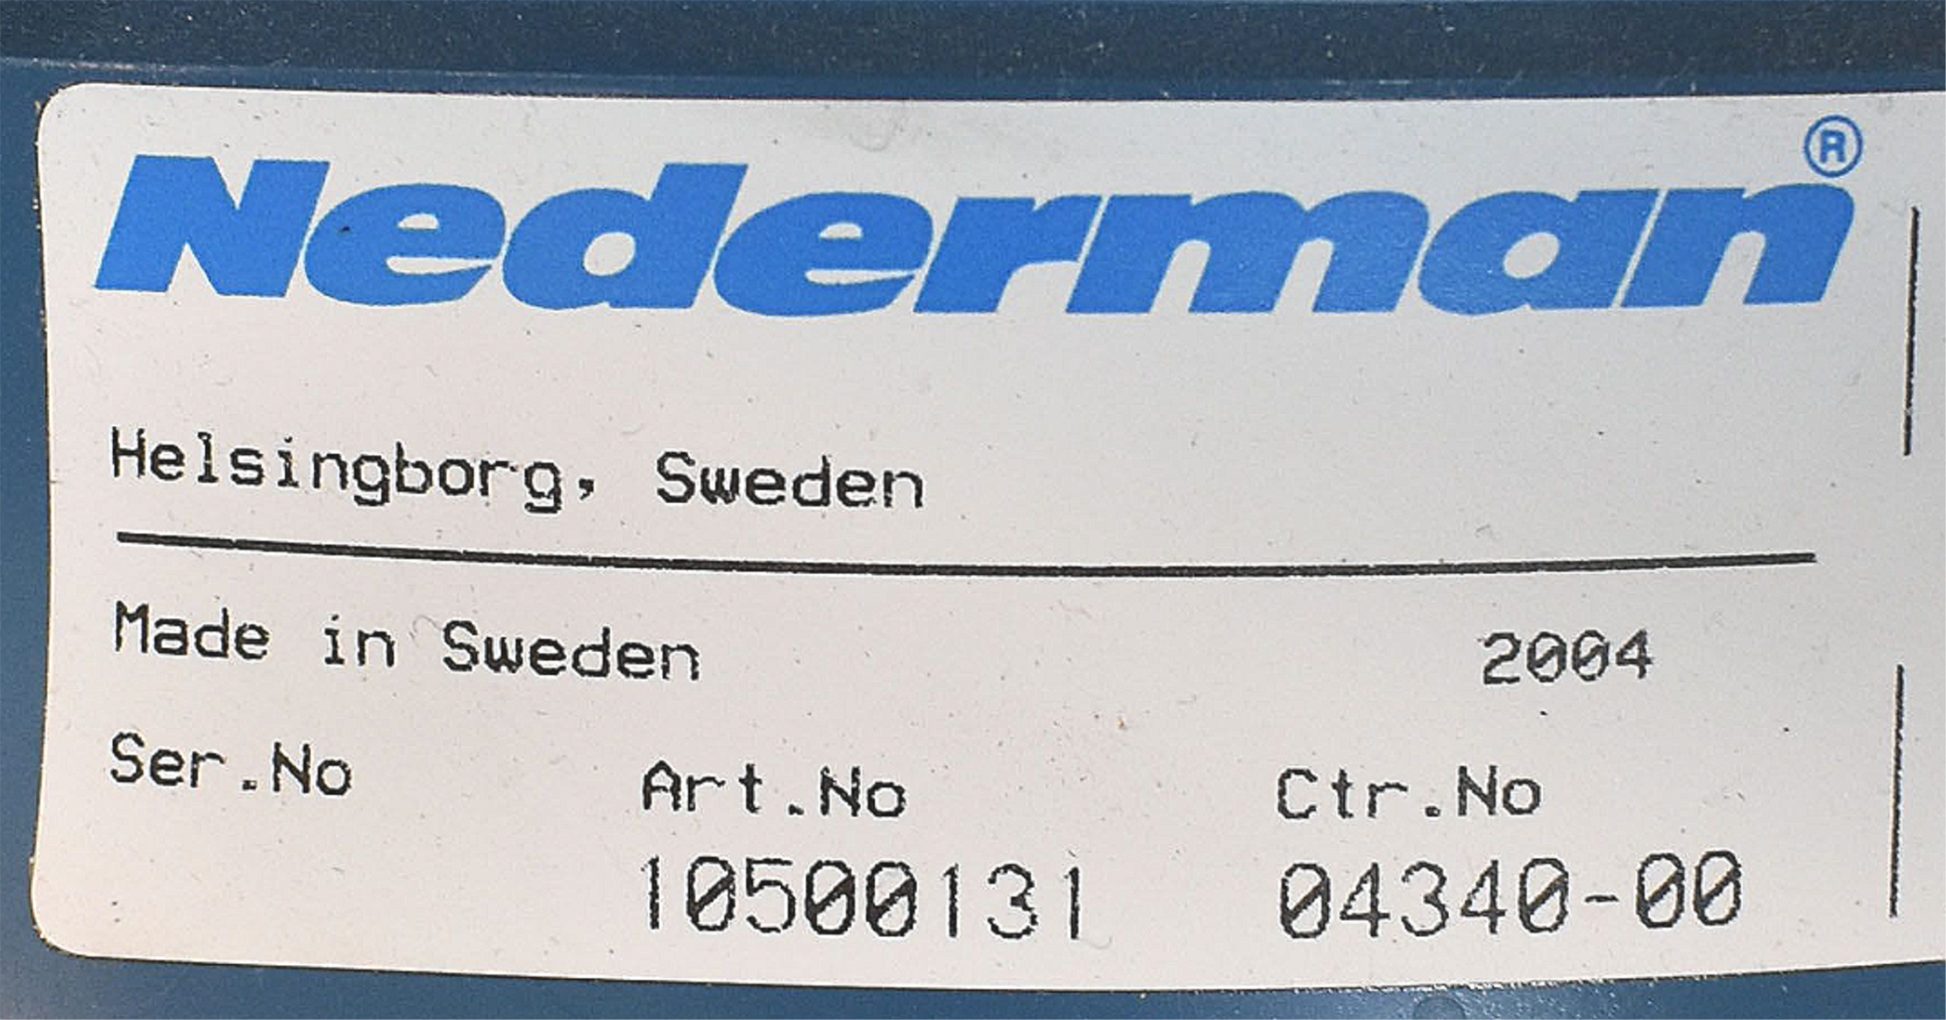 Nederman®
Helsingborg, Sweden
Made in Sweden 2004
Ser.No Art.No Ctr.No
10500131 04340-00